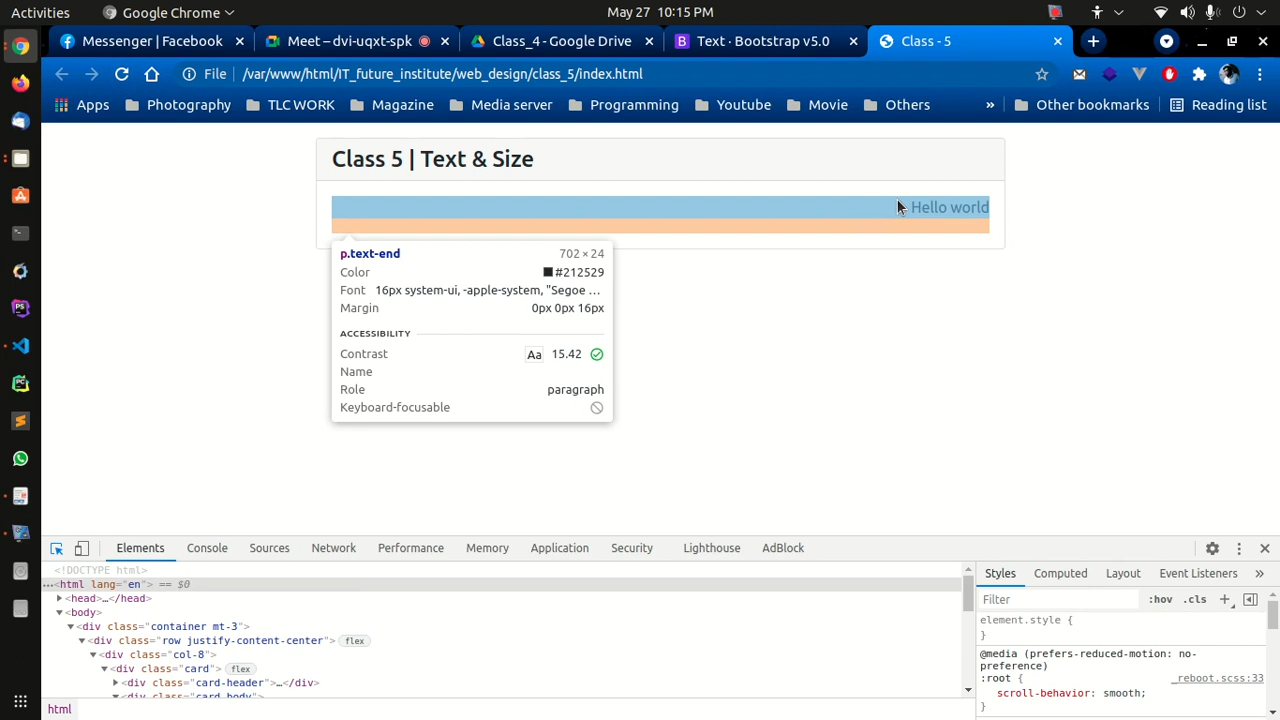 Activities Google Chrome May 27 10:15 PM
Messenger | Facebook Meet – dvi-uqxt-spk Class_4 - Google Drive Text · Bootstrap v5.0 Class - 5
File /var/www/html/IT_future_institute/web_design/class_5/index.html
Apps Photography TLC WORK Magazine Media server Programming Youtube Movie Others » Other bookmarks Reading list
Class 5 | Text & Size
Hello world
p.text-end 702 × 24
Color #212529
Font 16px system-ui, -apple-system, "Segoe …
Margin 0px 0px 16px
ACCESSIBILITY
Contrast Aa 15.42
Name
Role paragraph
Keyboard-focusable
Elements Console Sources Network Performance Memory Application Security Lighthouse AdBlock
<!DOCTYPE html>
…<html lang="en"> == $0
<head>…</head>
<body>
<div class="container mt-3">
<div class="row justify-content-center"> flex
<div class="col-8">
<div class="card"> flex
<div class="card-header">…</div>
<div class="card-body">
html
Styles Computed Layout Event Listeners »
Filter :hov .cls +
element.style {
}
@media (prefers-reduced-motion: no-
preference)
:root { _reboot.scss:33
scroll-behavior: smooth;
}